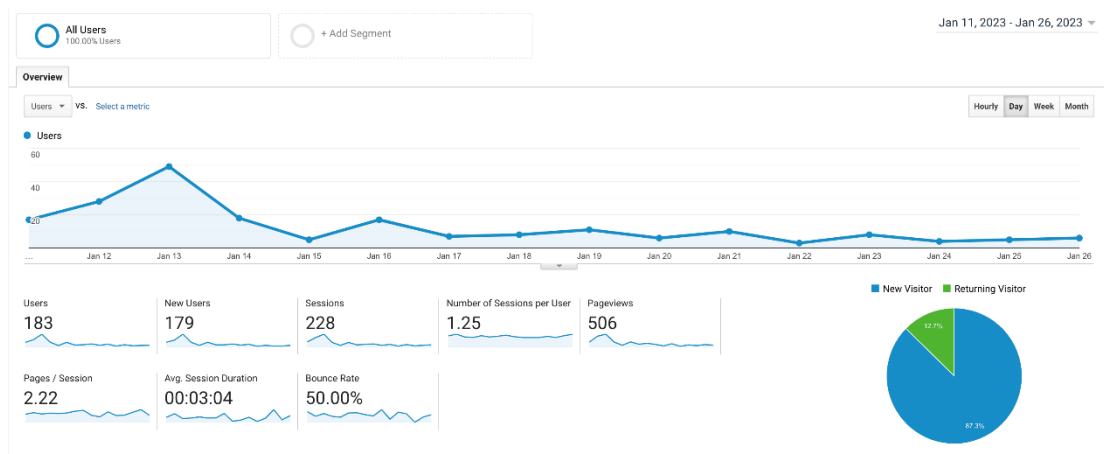 All Users
100.00% Users
+ Add Segment
Jan 11, 2023 - Jan 26, 2023
Overview
Users VS. Select a metric
Hourly Day Week Month
Users
60
40
20
... Jan 12 Jan 13 Jan 14 Jan 15 Jan 16 Jan 17 Jan 18 Jan 19 Jan 20 Jan 21 Jan 22 Jan 23 Jan 24 Jan 25 Jan 26
New Visitor Returning Visitor
Users New Users Sessions Number of Sessions per User Pageviews
183 179 228 1.25 506
12.7%
Pages / Session Avg. Session Duration Bounce Rate
2.22 00:03:04 50.00%
87.3%